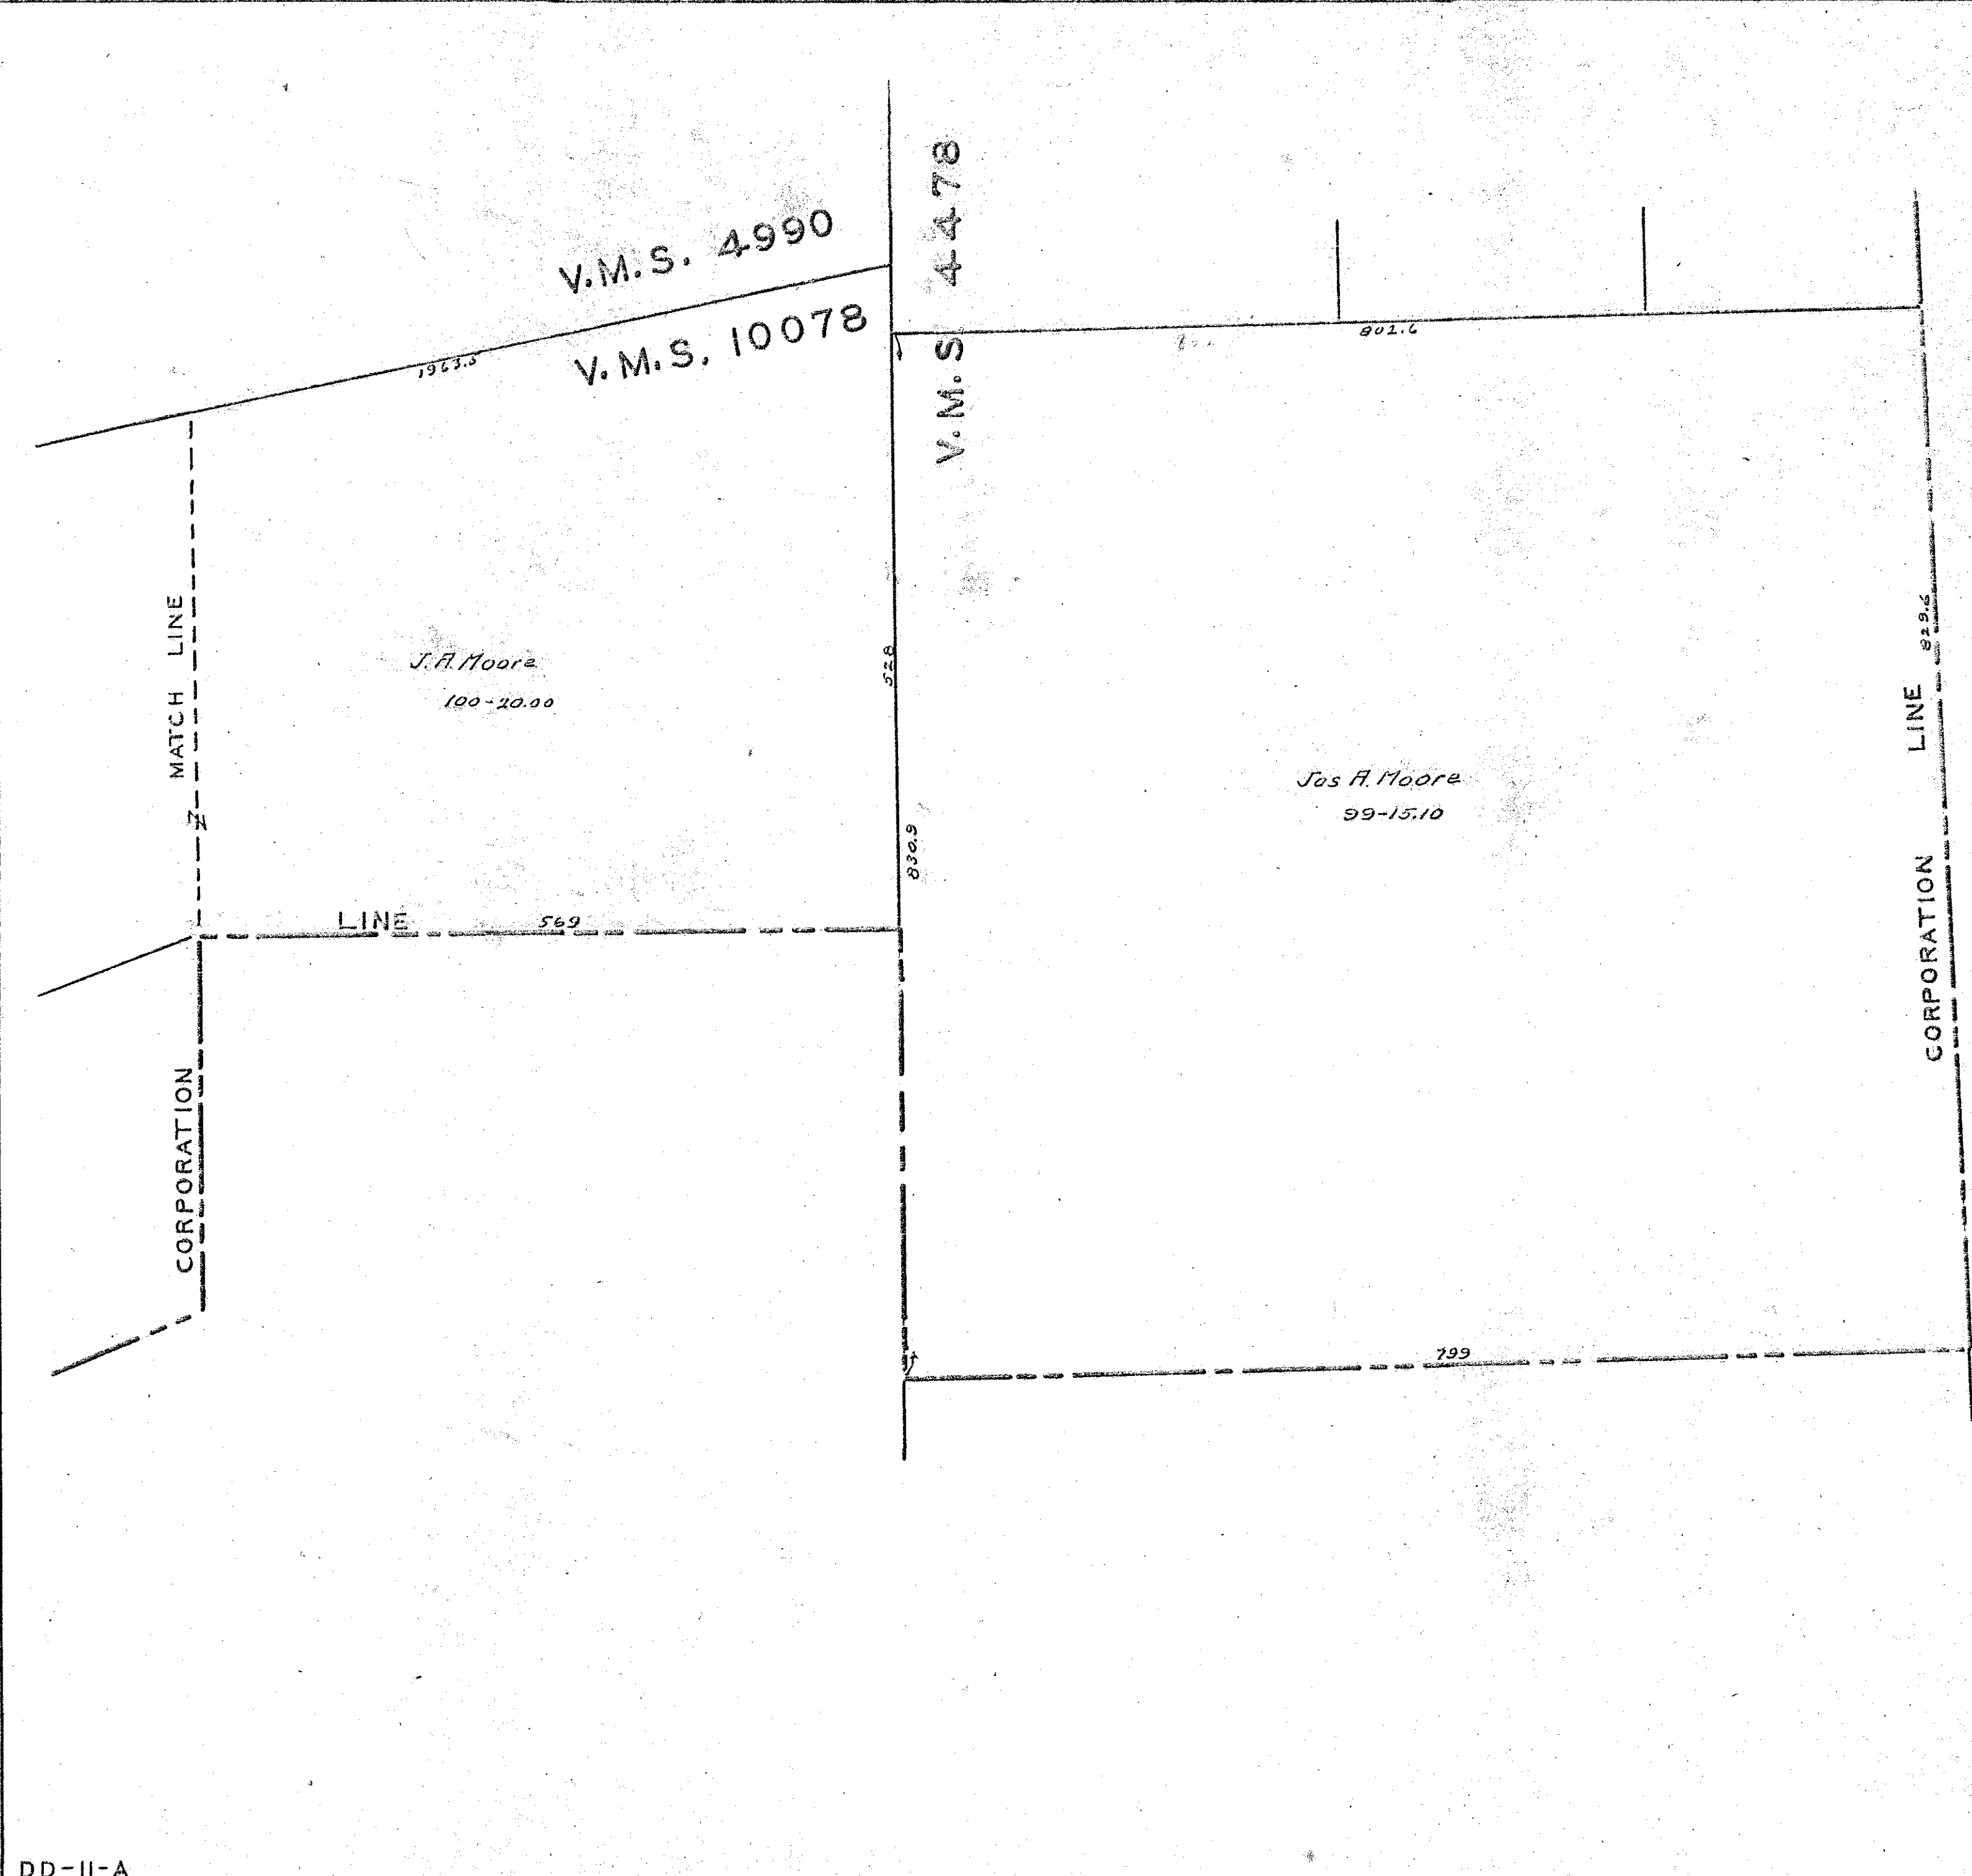 V.M.S. 4990
V.M.S. 10078
V.M.S 4478
1963.5
802.6
MATCH LINE
J.A. Moore
100-20.00
528
830.9
Jos A. Moore
99-15.10
829.6
CORPORATION LINE
LINE
569
CORPORATION
799
DD-11-A